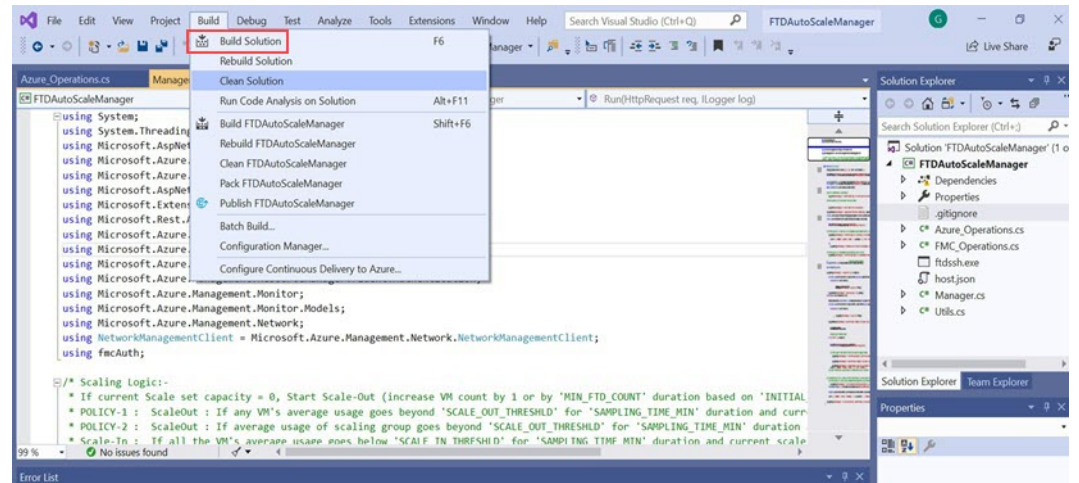 File Edit View Project Build Debug Test Analyze Tools Extensions Window Help Search Visual Studio (Ctrl+Q) FTDAutoScaleManager G
Live Share
Build Solution F6
Rebuild Solution
Clean Solution
Run Code Analysis on Solution Alt+F11
Build FTDAutoScaleManager Shift+F6
Rebuild FTDAutoScaleManager
Clean FTDAutoScaleManager
Pack FTDAutoScaleManager
Publish FTDAutoScaleManager
Batch Build...
Configuration Manager...
Configure Continuous Delivery to Azure...
anager
Azure_Operations.cs Manage
FTDAutoScaleManager ger Run(HttpRequest req, ILogger log)
using System;
using System.Threading
using Microsoft.AspNet
using Microsoft.Azure.
using Microsoft.Azure.
using Microsoft.AspNet
using Microsoft.Extens
using Microsoft.Rest.A
using Microsoft.Azure.
using Microsoft.Azure.
using Microsoft.Azure.
using Microsoft.Azure.
using Microsoft.Azure.Management.Monitor;
using Microsoft.Azure.Management.Monitor.Models;
using Microsoft.Azure.Management.Network;
using NetworkManagementClient = Microsoft.Azure.Management.Network.NetworkManagementClient;
using fmcAuth;
/* Scaling Logic:-
* If current Scale set capacity = 0, Start Scale-Out (increase VM count by 1 or by 'MIN_FTD_COUNT' duration based on 'INITIAL_
* POLICY-1 : ScaleOut : If any VM's average usage goes beyond 'SCALE_OUT_THRESHLD' for 'SAMPLING_TIME_MIN' duration and curr
* POLICY-2 : ScaleOut : If average usage of scaling group goes beyond 'SCALE_OUT_THRESHLD' for 'SAMPLING_TIME_MIN' duration
* Scale-In : If all the VM's average usage goes below 'SCALE_IN_THRESHLD' for 'SAMPLING_TIME_MIN' duration and current scale
99 % No issues found
Error List
Solution Explorer
Search Solution Explorer (Ctrl+;)
Solution 'FTDAutoScaleManager' (1 o
C# FTDAutoScaleManager
Dependencies
Properties
.gitignore
C# Azure_Operations.cs
C# FMC_Operations.cs
ftdssh.exe
host.json
C# Manager.cs
C# Utils.cs
Solution Explorer Team Explorer
Properties